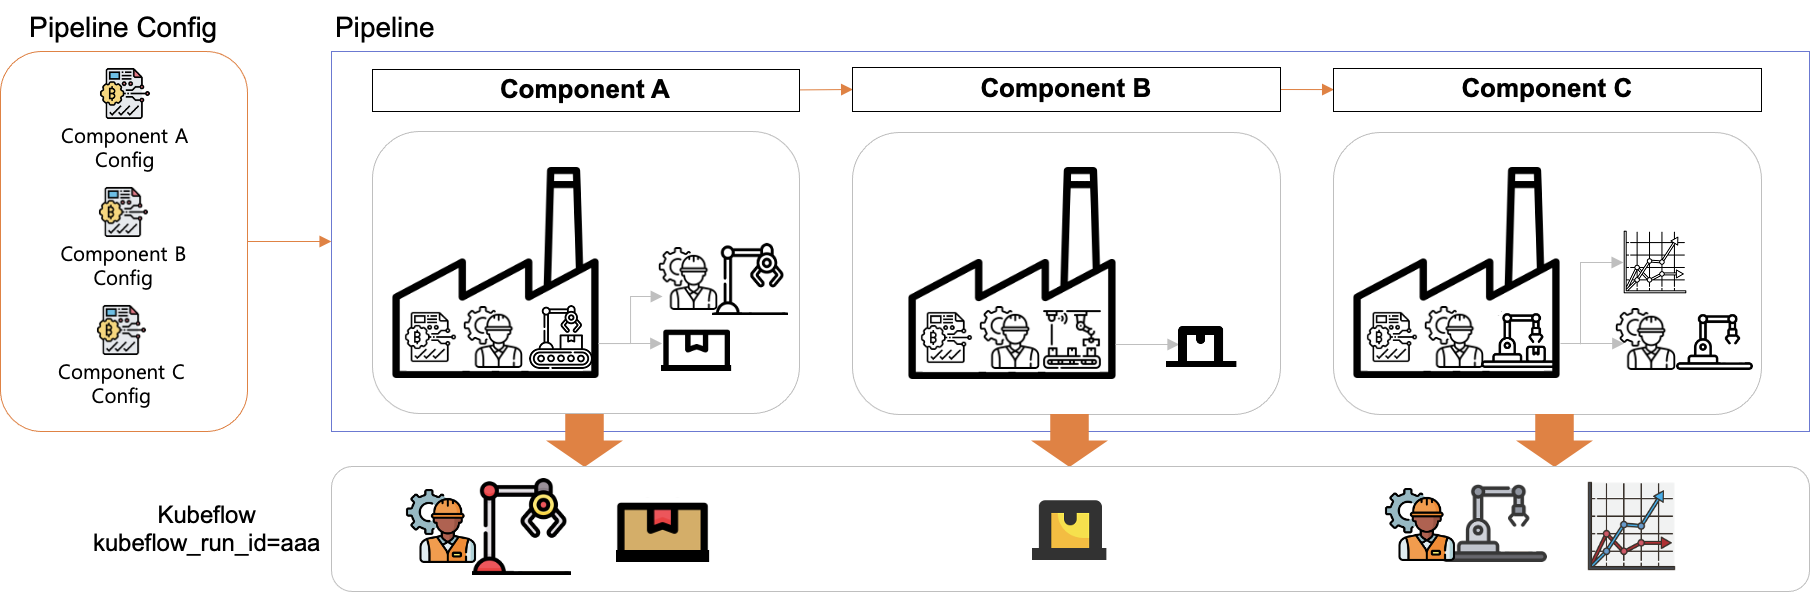 Pipeline Config
Pipeline
Component A
Component B
Component C
Component A
Config
Component B
Config
Component C
Config
Kubeflow
kubeflow_run_id=aaa